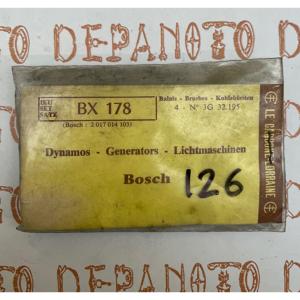 DEPANOTO
JEU
SET
SATZ
BX 178
(Bosch : 2 017 014 103)
Balais - Brushes - Kohlebürsten
4 - N° JG 32.195
Dynamos - Generators - Lichtmaschinen
Bosch
126
LE CARBONE-LORRAINE
DEPANOTO